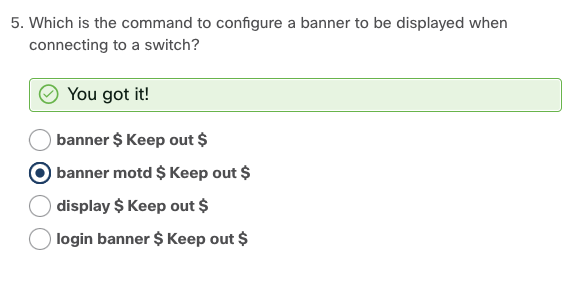 5. Which is the command to configure a banner to be displayed when
connecting to a switch?
You got it!
banner $ Keep out $
banner motd $ Keep out $
display $ Keep out $
login banner $ Keep out $